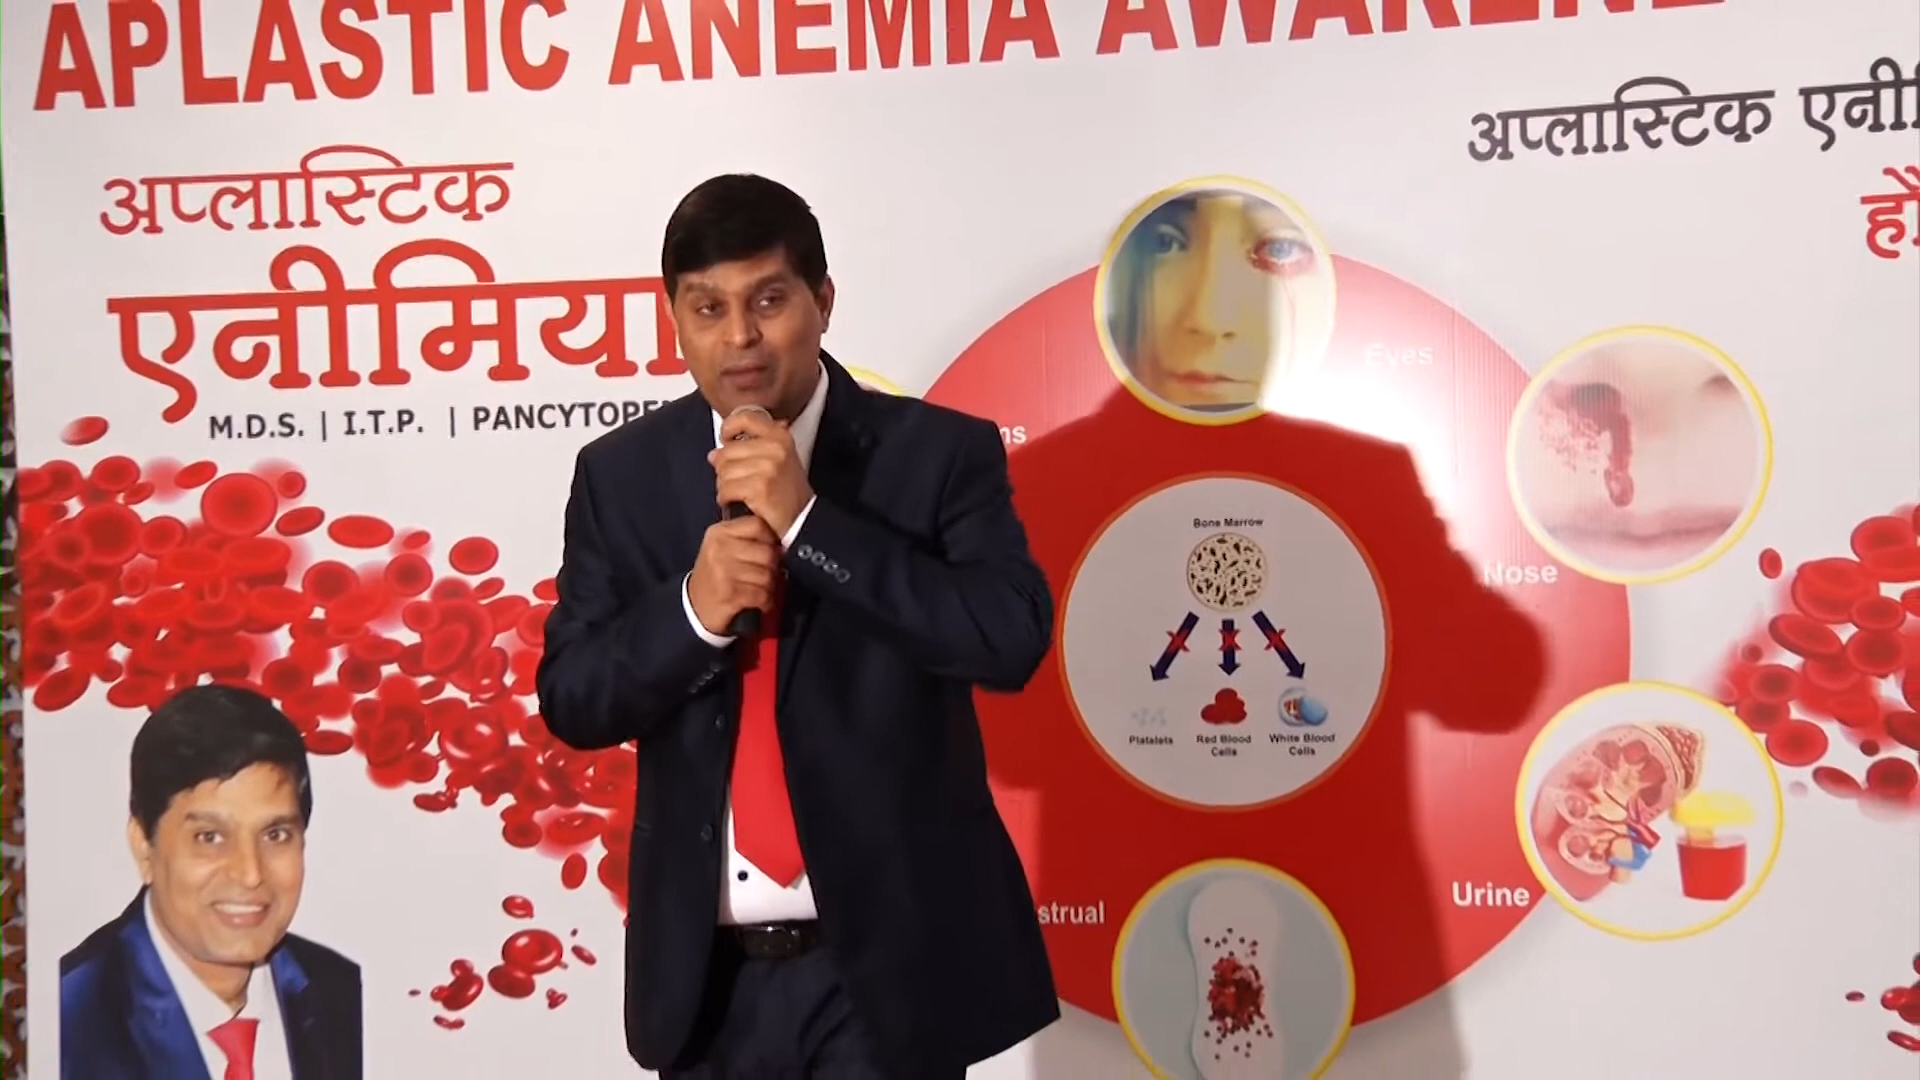 APLASTIC ANEMIA AWARENE
अप्लास्टिक
एनीमिया
M.D.S. | I.T.P. | PANCYTOPE
अप्लास्टिक एनी
हौ
Eyes
ms
Nose
Bone Marrow
Platelets
Red Blood Cells
White Blood Cells
Urine
strual